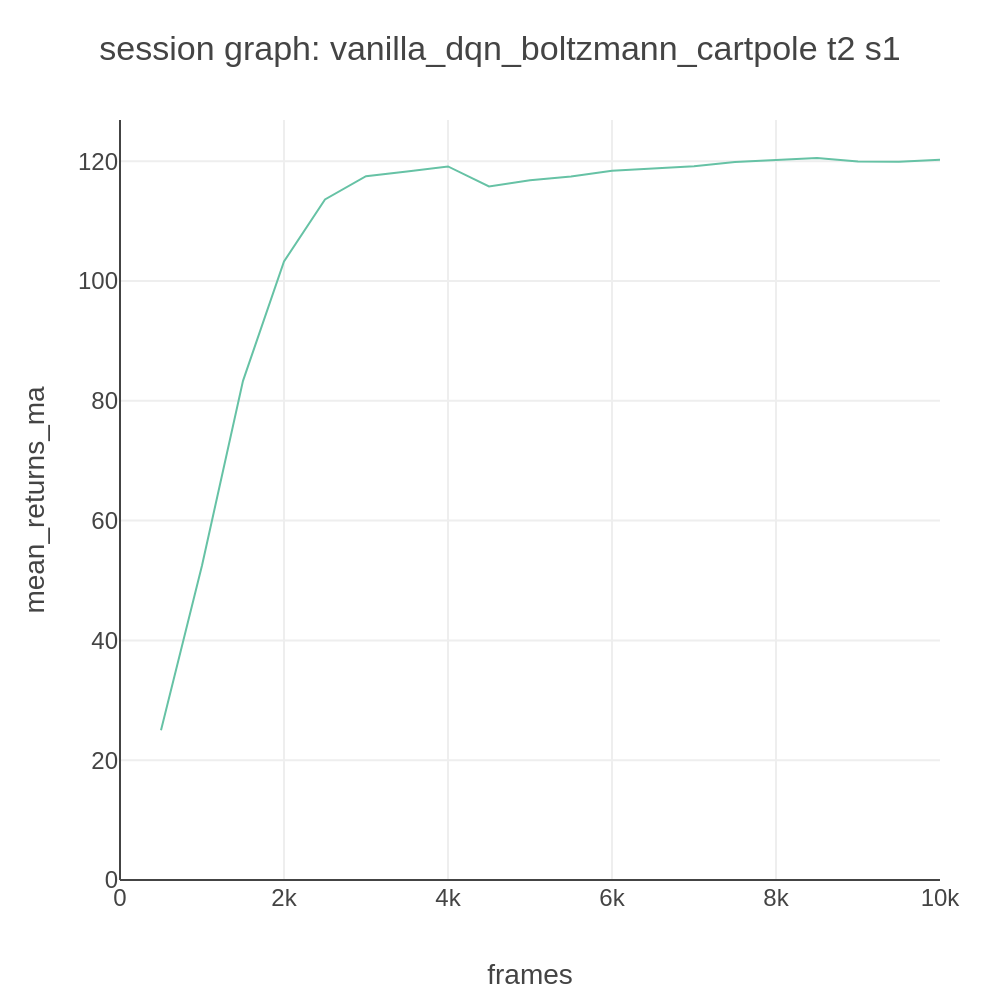 session graph: vanilla_dqn_boltzmann_cartpole t2 s1
120
100
80
60
40
20
0
mean_returns_ma
0 2k 4k 6k 8k 10k
frames